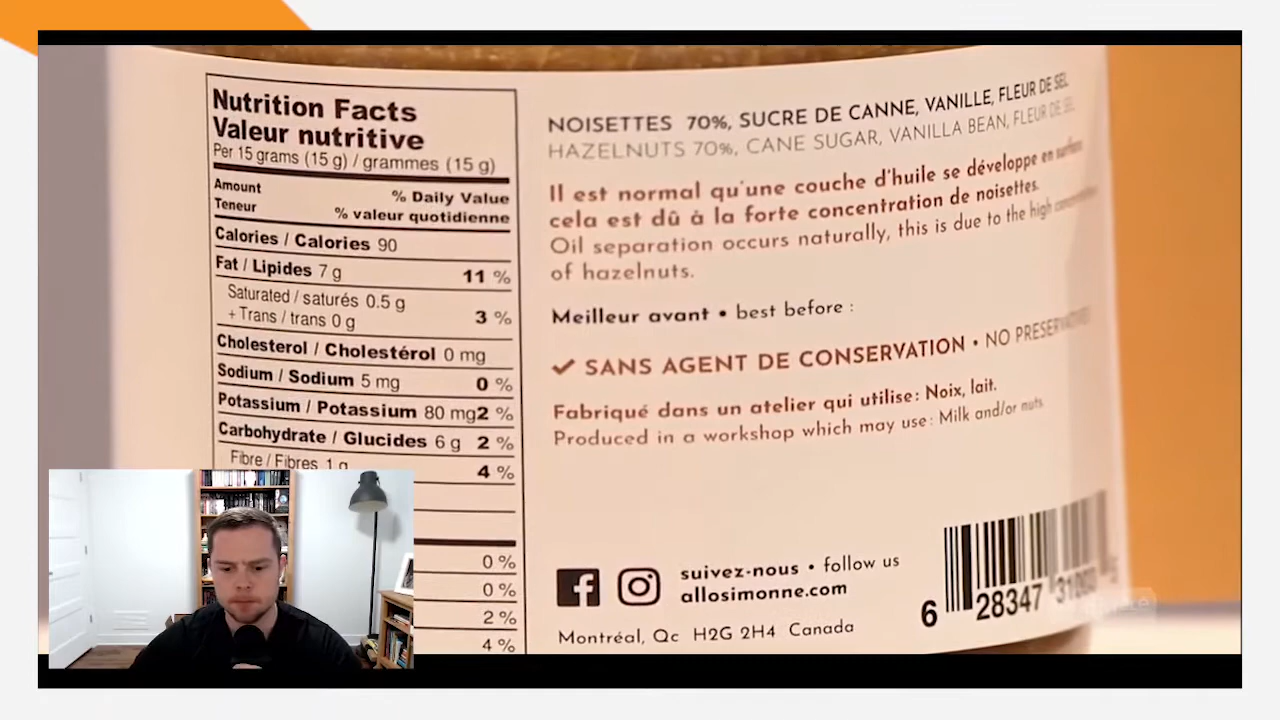 Nutrition Facts
Valeur nutritive
Per 15 grams (15 g) / grammes (15 g)
Amount
Teneur
% Daily Value
% valeur quotidienne
Calories / Calories 90
Fat / Lipides 7 g 11 %
Saturated / saturés 0.5 g
+ Trans / trans 0 g 3 %
Cholesterol / Cholestérol 0 mg
Sodium / Sodium 5 mg 0 %
Potassium / Potassium 80 mg 2 %
Carbohydrate / Glucides 6 g 2 %
Fibre / Fibres 1 g 4 %
0 %
0 %
2 %
4 %
NOISETTES 70%, SUCRE DE CANNE, VANILLE, FLEUR DE SEL
HAZELNUTS 70%, CANE SUGAR, VANILLA BEAN, FLEUR DE SEL
Il est normal qu'une couche d'huile se développe en surface
cela est dû à la forte concentration de noisettes.
Oil separation occurs naturally, this is due to the high
of hazelnuts.
Meilleur avant • best before :
✓ SANS AGENT DE CONSERVATION • NO
Fabriqué dans un atelier qui utilise : Noix, lait.
Produced in a workshop which may use : Milk and/or nuts.
suivez-nous • follow us
allosimonne.com
Montréal, Qc H2G 2H4 Canada
6 28347